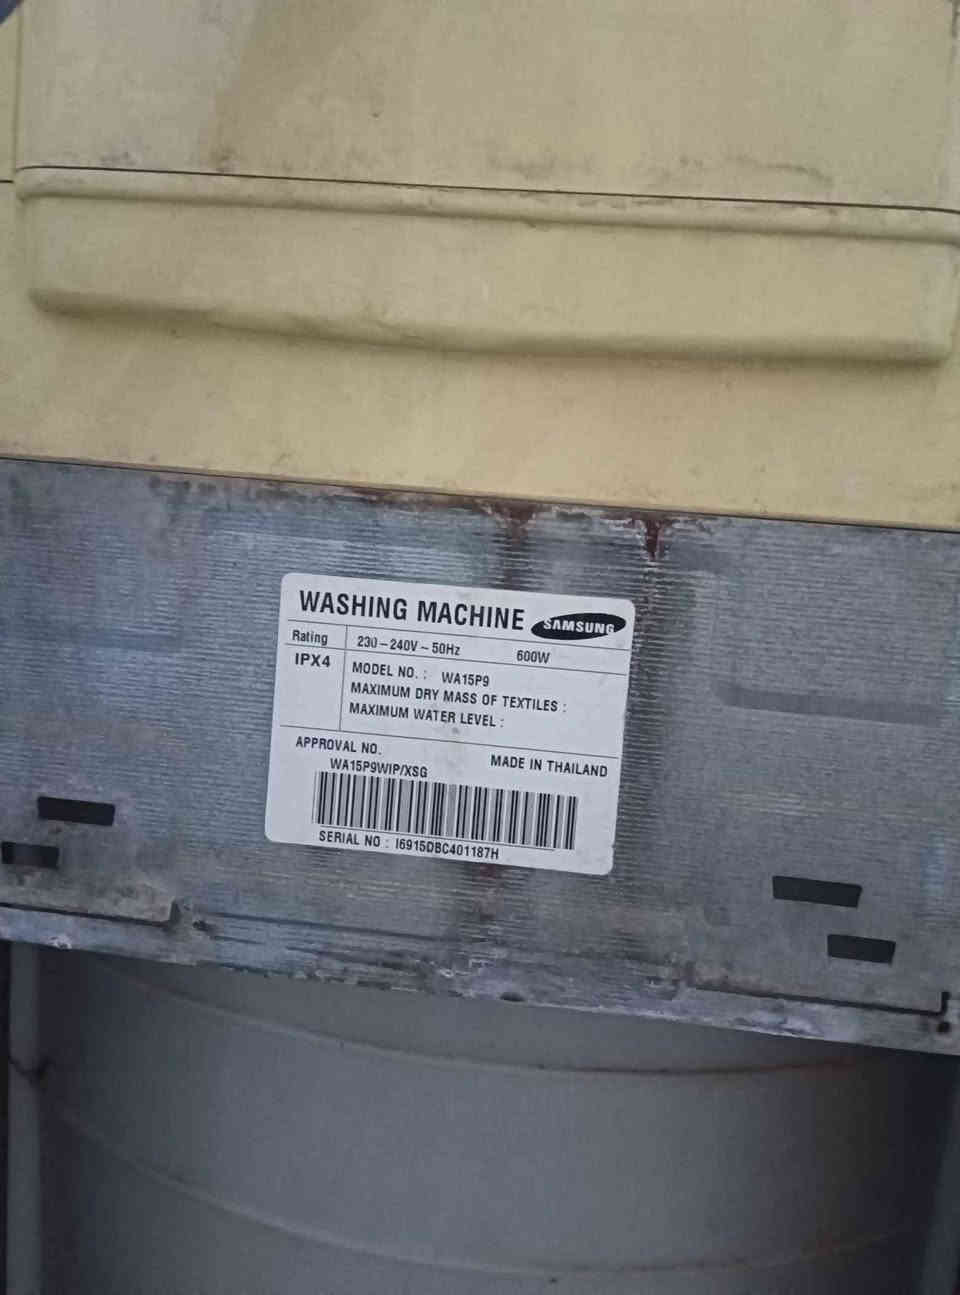 WASHING MACHINE SAMSUNG
Rating 230-240V~50Hz 600W
IPX4 MODEL NO. : WA15P9
MAXIMUM DRY MASS OF TEXTILES :
MAXIMUM WATER LEVEL :
APPROVAL NO. MADE IN THAILAND
WA15P9WIP/XSG
SERIAL NO : I6915DBC401187H